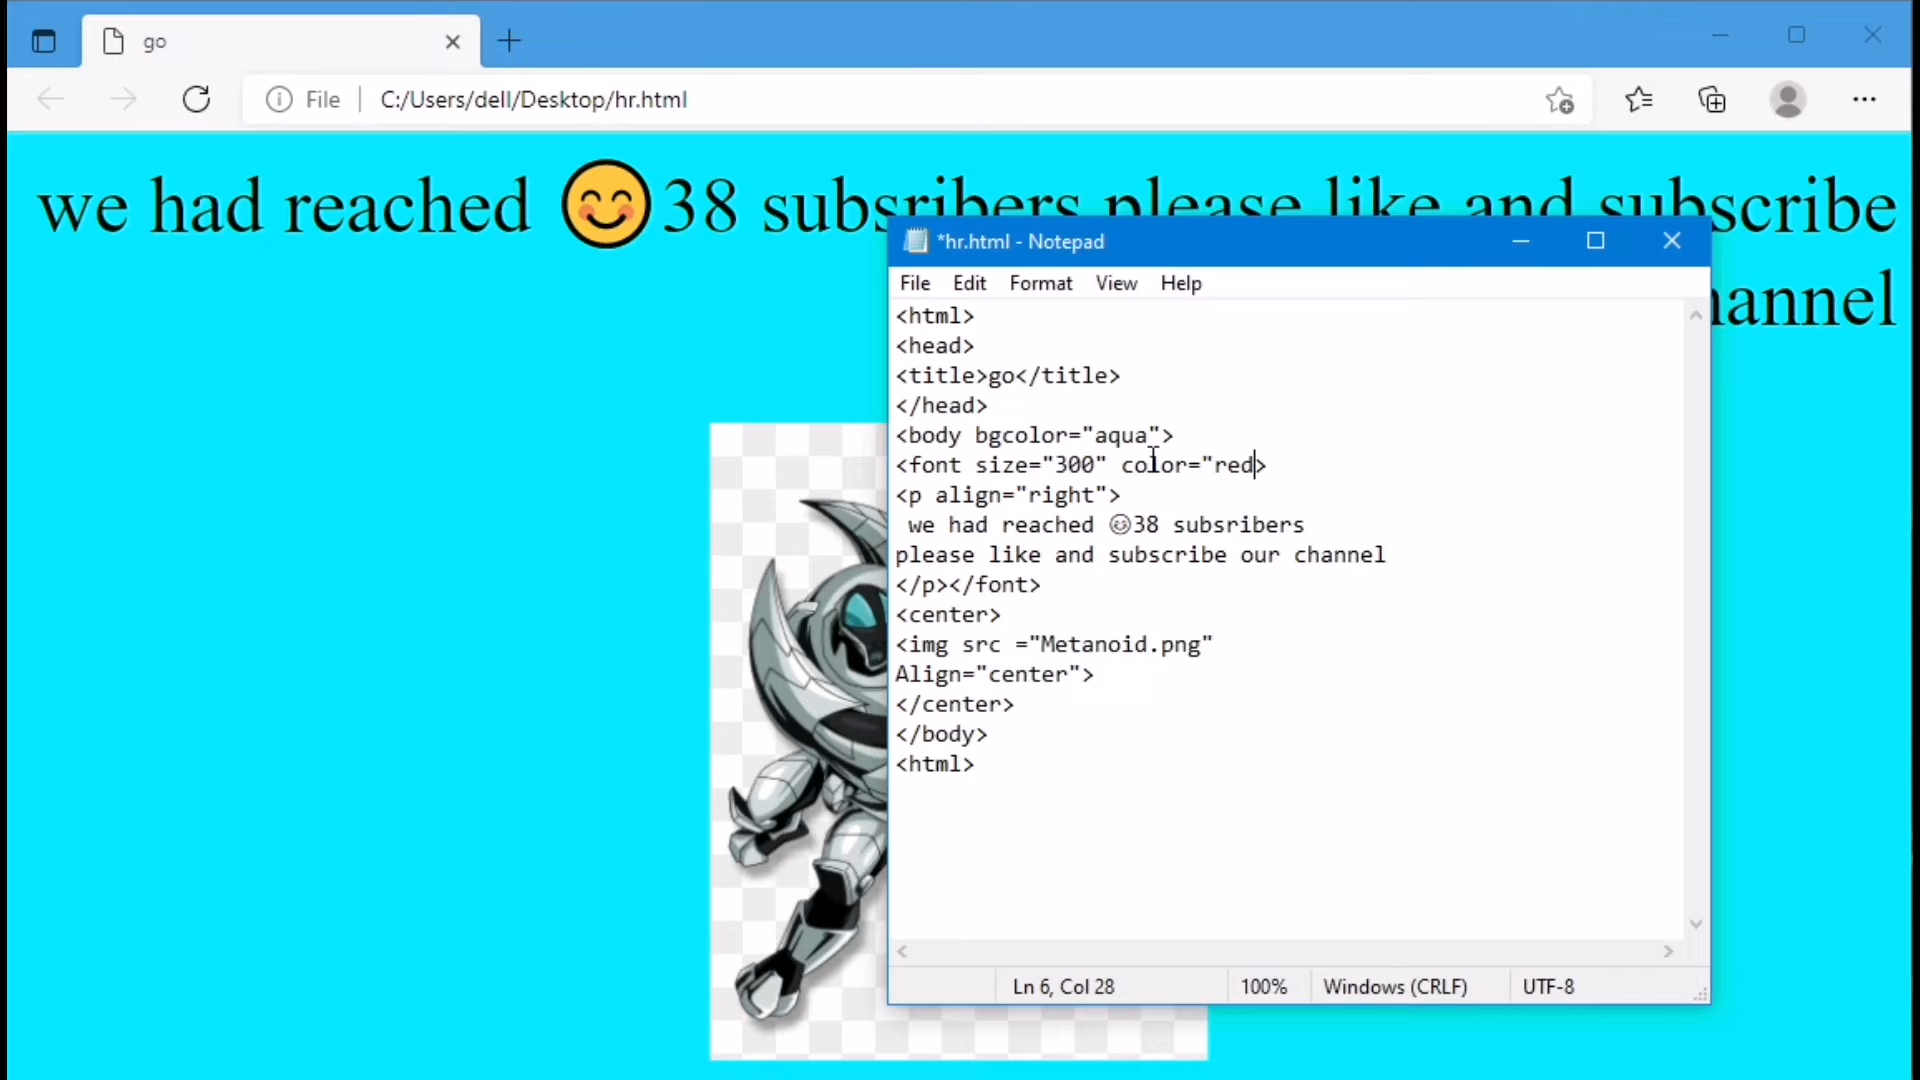 go
File
C:/Users/dell/Desktop/hr.html
we had reached 😊38 subsribers please like and subscribe
hannel
*hr.html - Notepad
File Edit Format View Help
<html>
<head>
<title>go</title>
</head>
<body bgcolor="aqua">
<font size="300" color="red>
<p align="right">
we had reached 😊38 subsribers
please like and subscribe our channel
</p></font>
<center>
<img src ="Metanoid.png"
Align="center">
</center>
</body>
<html>
Ln 6, Col 28 100% Windows (CRLF) UTF-8